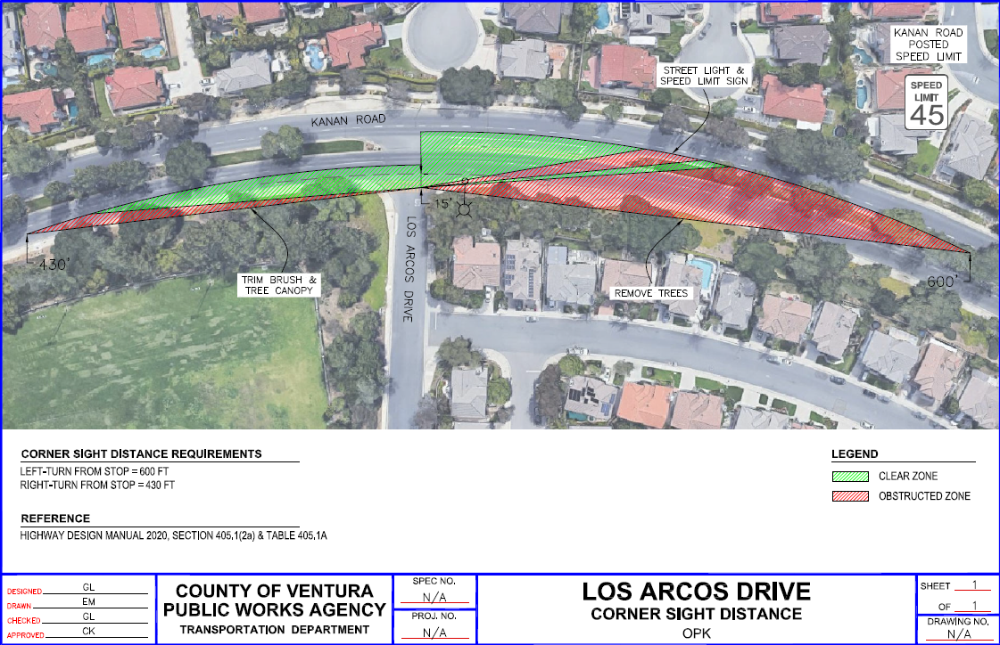 KANAN ROAD
POSTED
SPEED LIMIT
SPEED
LIMIT
45
STREET LIGHT &
SPEED LIMIT SIGN
KANAN ROAD
15'
LOS ARCOS DRIVE
430'
600'
TRIM BRUSH &
TREE CANOPY
REMOVE TREES
CORNER SIGHT DISTANCE REQUIREMENTS
LEFT-TURN FROM STOP = 600 FT
RIGHT-TURN FROM STOP = 430 FT
REFERENCE
HIGHWAY DESIGN MANUAL 2020, SECTION 405.1(2a) & TABLE 405.1A
LEGEND
CLEAR ZONE
OBSTRUCTED ZONE
DESIGNED GL
DRAWN EM
CHECKED GL
APPROVED CK
COUNTY OF VENTURA
PUBLIC WORKS AGENCY
TRANSPORTATION DEPARTMENT
SPEC NO.
N/A
PROJ. NO.
N/A
LOS ARCOS DRIVE
CORNER SIGHT DISTANCE
OPK
SHEET 1
OF 1
DRAWING NO.
N/A